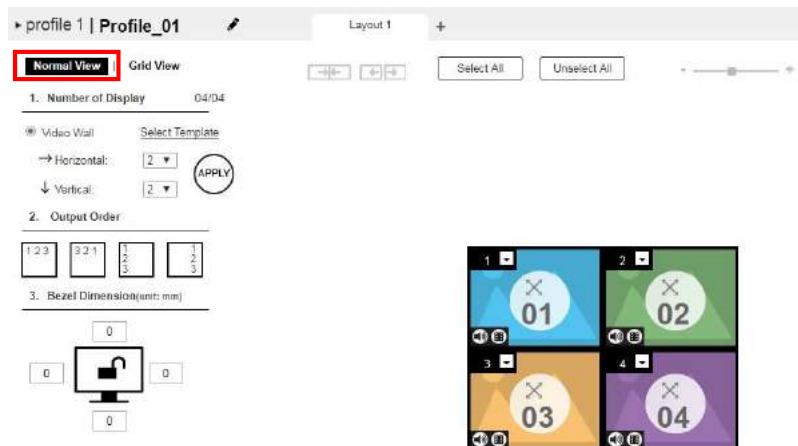 profile 1 | Profile_01
Layout 1 +
Normal View | Grid View
Select All
Unselect All
- +
1. Number of Display 04/04
Video Wall Select Template
→ Horizontal: 2 ▼
APPLY
↓ Vertical: 2 ▼
2. Output Order
1 2 3
3 2 1
1
2
3
1
2
3
3. Bezel Dimension(unit: mm)
0
0
0
0
1
01
2
02
3
03
4
04